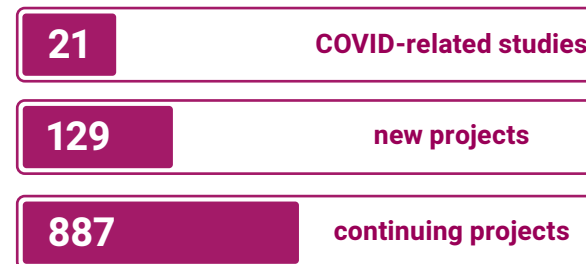 21 COVID-related studies
129 new projects
887 continuing projects